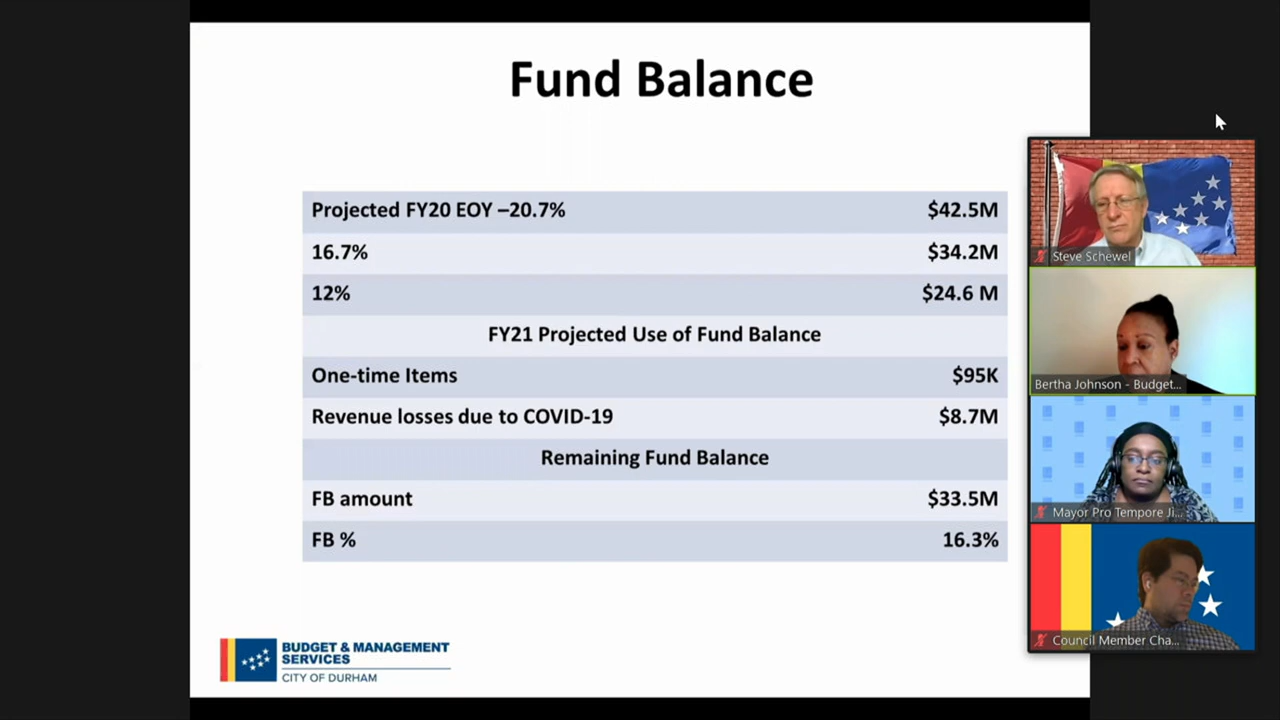 Fund Balance
Projected FY20 EOY –20.7% $42.5M
16.7% $34.2M
12% $24.6 M
FY21 Projected Use of Fund Balance
One-time Items $95K
Revenue losses due to COVID-19 $8.7M
Remaining Fund Balance
FB amount $33.5M
FB % 16.3%
BUDGET & MANAGEMENT
SERVICES
CITY OF DURHAM
Steve Schewel
Bertha Johnson - Budget...
Mayor Pro Tempore Ji...
Council Member Cha...